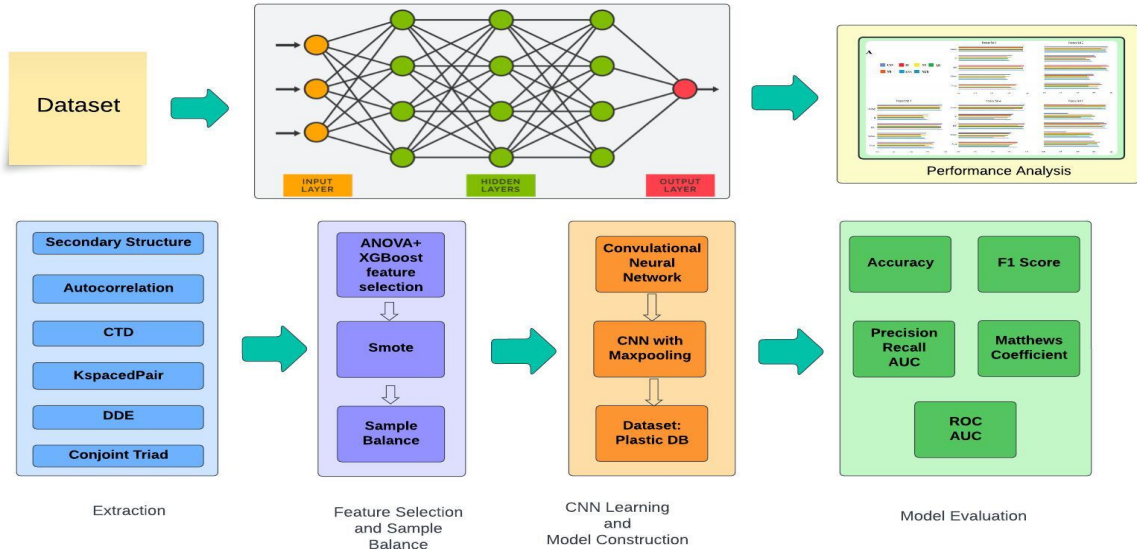 Dataset
INPUT
LAYER
HIDDEN
LAYERS
OUTPUT
LAYER
A
Performance Analysis
Secondary Structure
Autocorrelation
CTD
KspacedPair
DDE
Conjoint Triad
Extraction
ANOVA+
XGBoost
feature
selection
Smote
Sample
Balance
Feature Selection
and Sample
Balance
Convulational
Neural
Network
CNN with
Maxpooling
Dataset:
Plastic DB
CNN Learning
and
Model Construction
Accuracy
F1 Score
Precision
Recall
AUC
Matthews
Coefficient
ROC
AUC
Model Evaluation